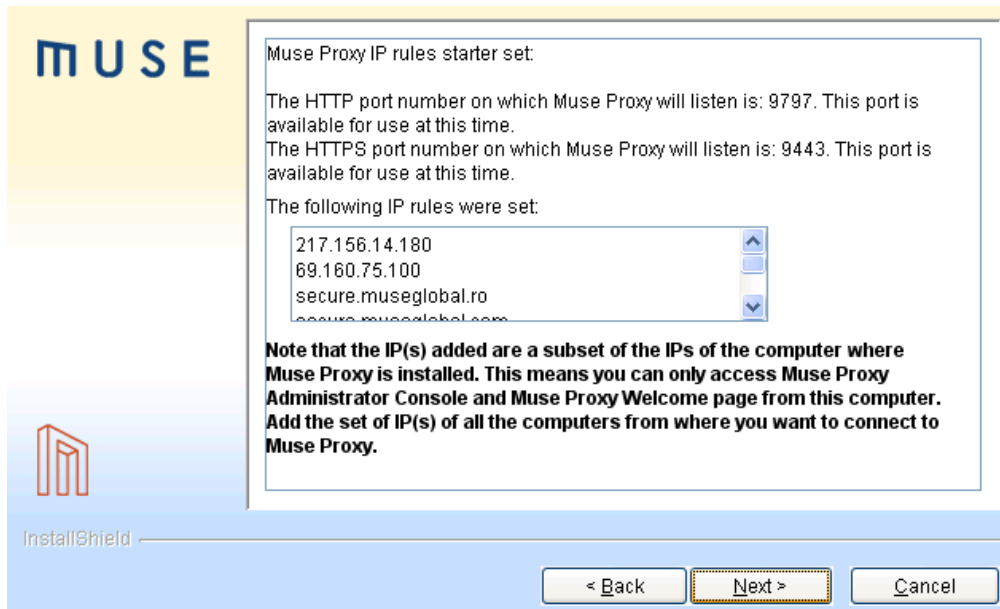 MUSE
Muse Proxy IP rules starter set:
The HTTP port number on which Muse Proxy will listen is: 9797. This port is
available for use at this time.
The HTTPS port number on which Muse Proxy will listen is: 9443. This port is
available for use at this time.
The following IP rules were set:
217.156.14.180
69.160.75.100
secure.museglobal.ro
secure.museglobal.com
Note that the IP(s) added are a subset of the IPs of the computer where
Muse Proxy is installed. This means you can only access Muse Proxy
Administrator Console and Muse Proxy Welcome page from this computer.
Add the set of IP(s) of all the computers from where you want to connect to
Muse Proxy.
InstallShield
< Back
Next >
Cancel